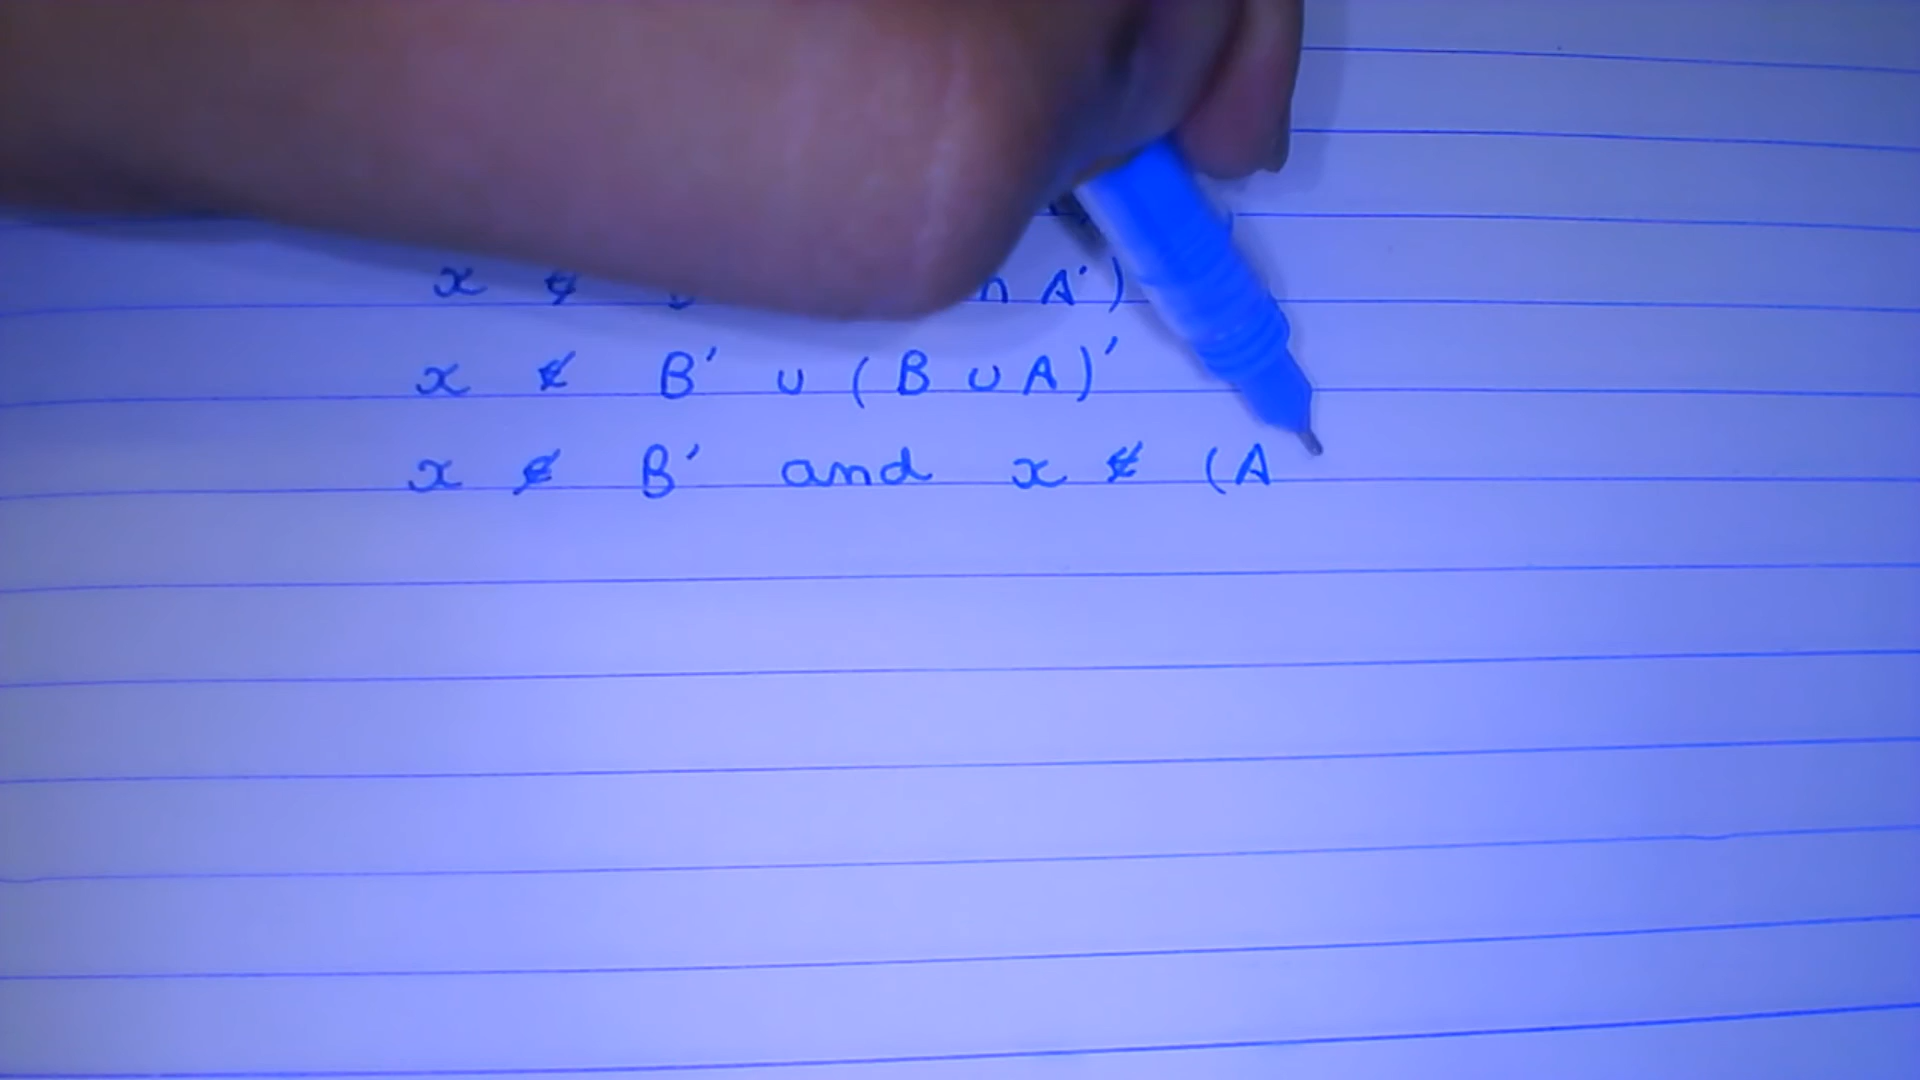 x ∉ ∩ A')
x ∉ B' ∪ (B ∪ A)'
x ∉ B' and x ∉ (A